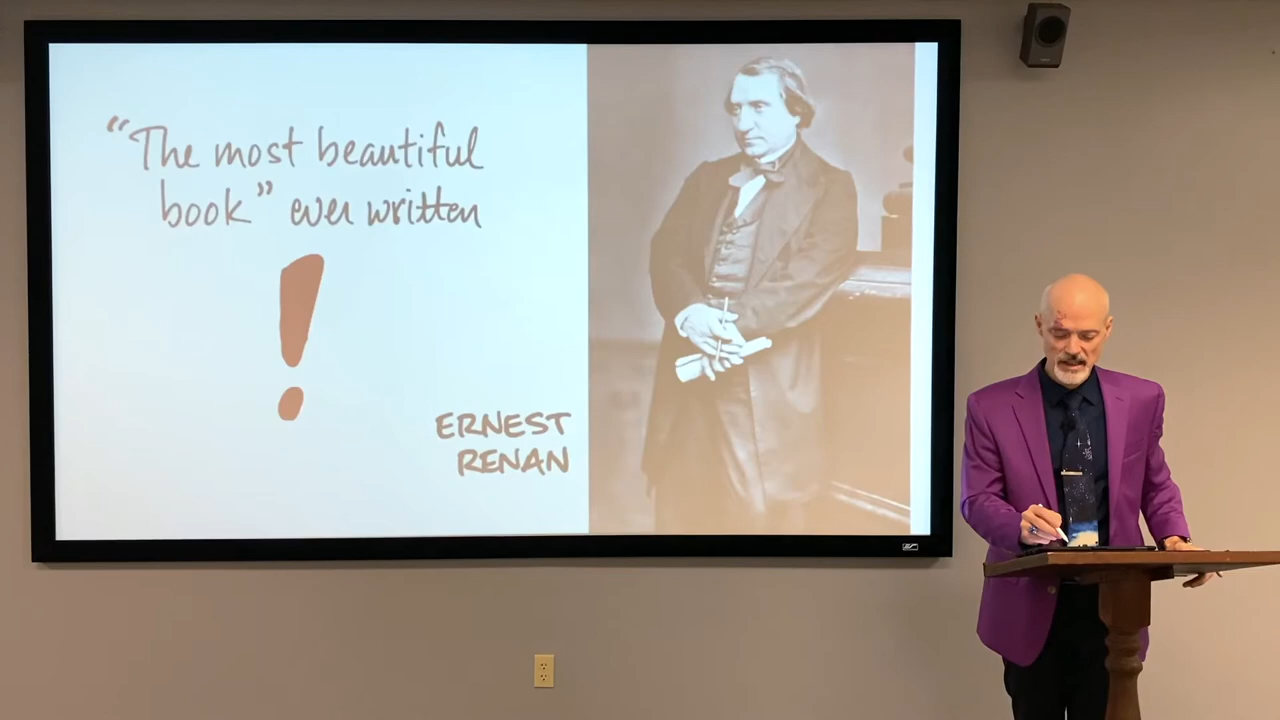 “The most beautiful
book” ever written
!
ERNEST
RENAN